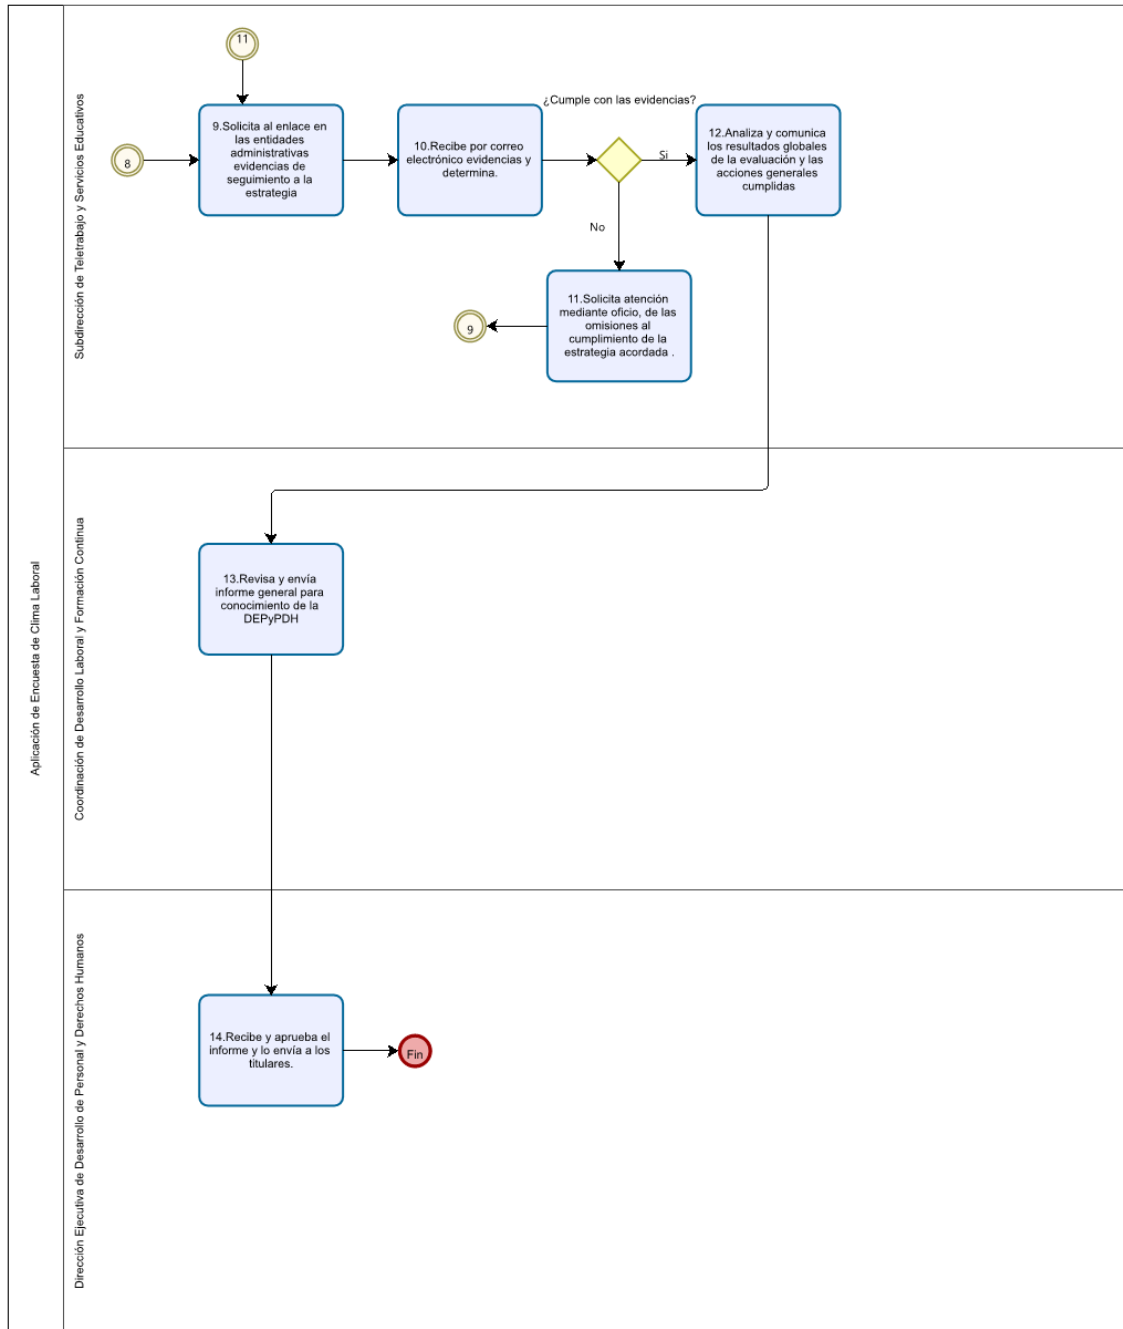 Aplicación de Encuesta de Clima Laboral
Subdirección de Teletrabajo y Servicios Educativos
11
8
9.Solicita al enlace en
las entidades
administrativas
evidencias de
seguimiento a la
estrategia
10.Recibe por correo
electrónico evidencias y
determina.
¿Cumple con las evidencias?
Si
12.Analiza y comunica
los resultados globales
de la evaluación y las
acciones generales
cumplidas
No
11.Solicita atención
mediante oficio, de las
omisiones al
cumplimiento de la
estrategia acordada .
9
Coordinación de Desarrollo Laboral y Formación Continua
13.Revisa y envía
informe general para
conocimiento de la
DEPyPDH
Dirección Ejecutiva de Desarrollo de Personal y Derechos Humanos
14.Recibe y aprueba el
informe y lo envía a los
titulares.
Fin